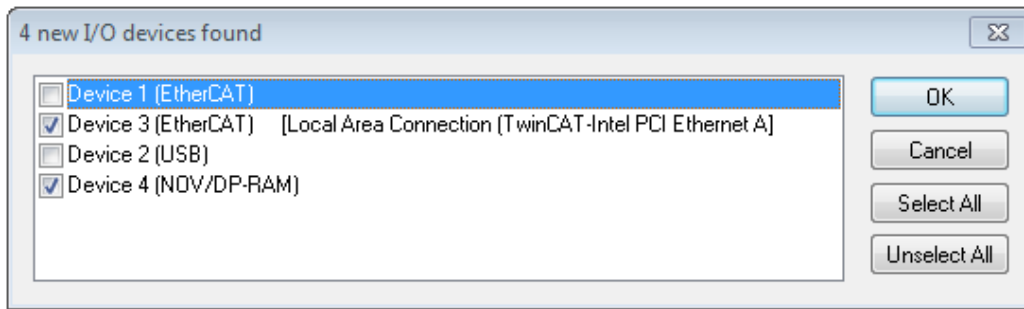 4 new I/O devices found
Device 1 (EtherCAT)
Device 3 (EtherCAT) [Local Area Connection (TwinCAT-Intel PCI Ethernet A]
Device 2 (USB)
Device 4 (NOV/DP-RAM)
OK
Cancel
Select All
Unselect All